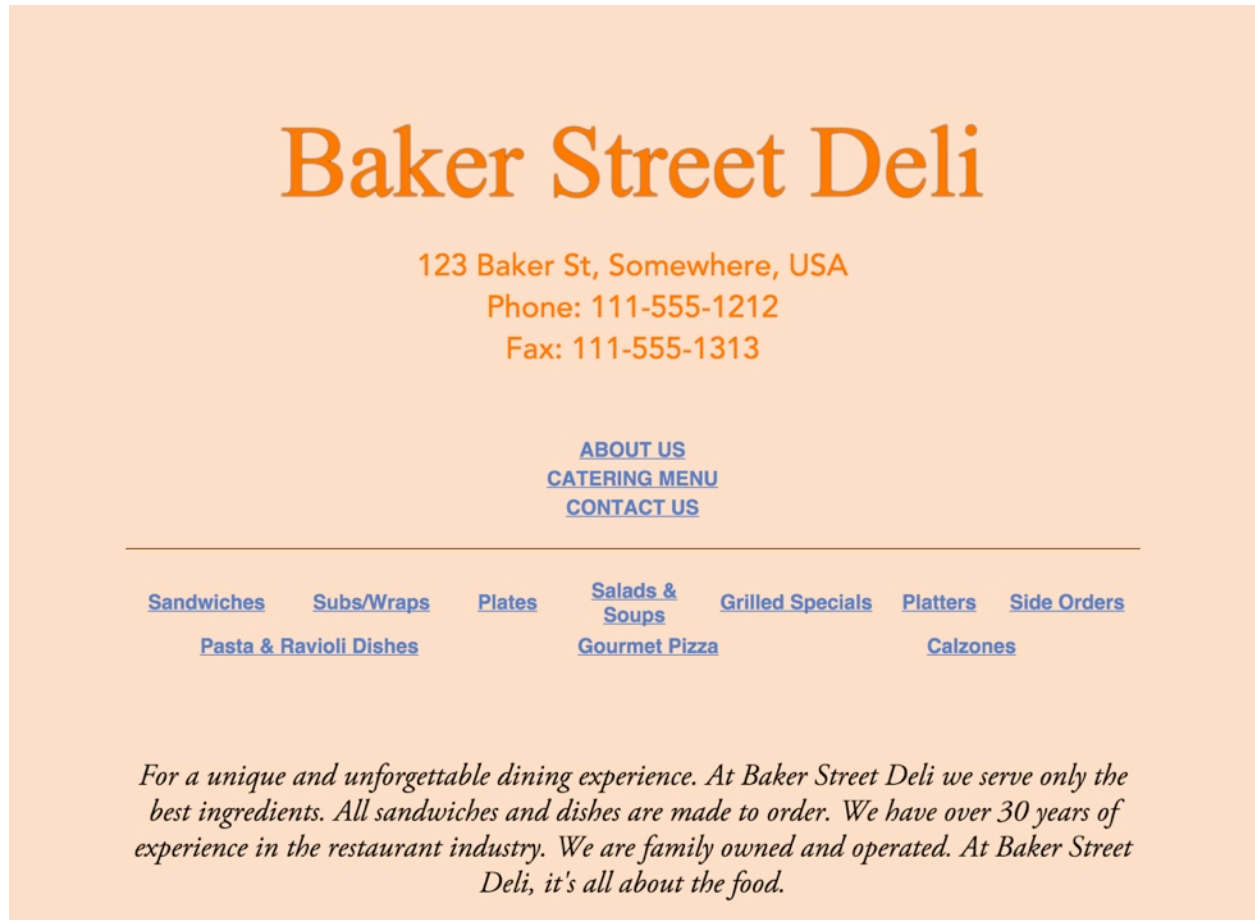 Baker Street Deli
123 Baker St, Somewhere, USA
Phone: 111-555-1212
Fax: 111-555-1313
ABOUT US
CATERING MENU
CONTACT US
Sandwiches Subs/Wraps Plates Salads & Soups Grilled Specials Platters Side Orders
Pasta & Ravioli Dishes Gourmet Pizza Calzones
For a unique and unforgettable dining experience. At Baker Street Deli we serve only the
best ingredients. All sandwiches and dishes are made to order. We have over 30 years of
experience in the restaurant industry. We are family owned and operated. At Baker Street
Deli, it's all about the food.